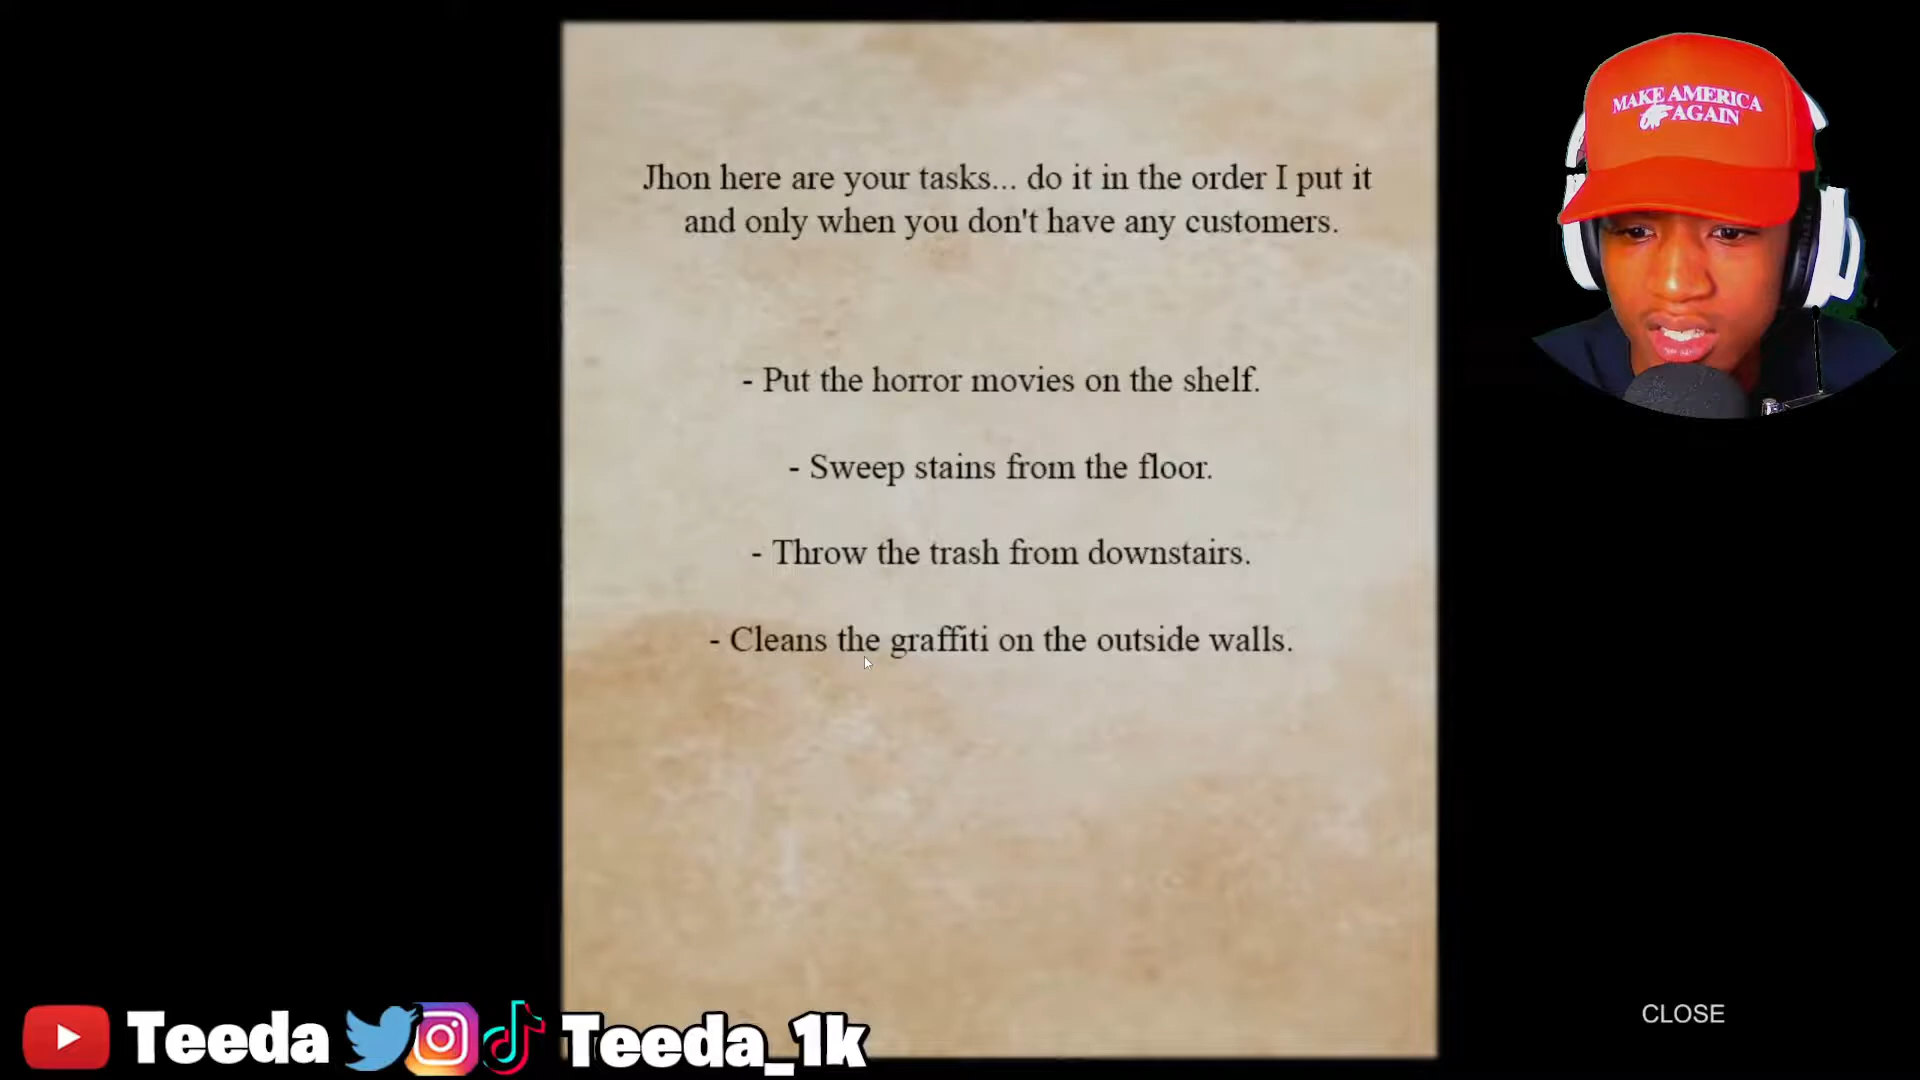 Jhon here are your tasks... do it in the order I put it
and only when you don't have any customers.
- Put the horror movies on the shelf.
- Sweep stains from the floor.
- Throw the trash from downstairs.
- Cleans the graffiti on the outside walls.
MAKE AMERICA
AGAIN
CLOSE
Teeda
Teeda_1k